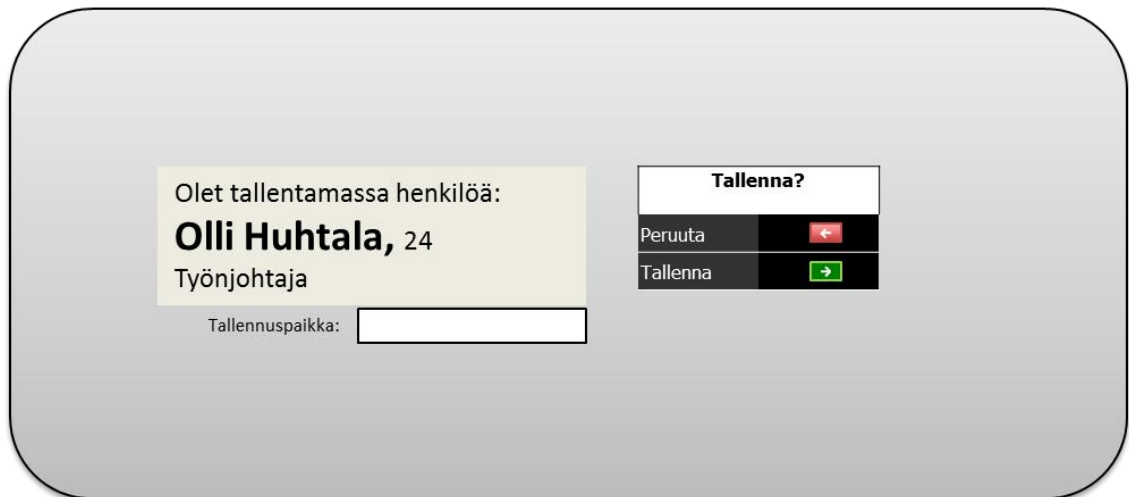 Olet tallentamassa henkilöä:
Olli Huhtala, 24
Työnjohtaja
Tallennuspaikka:
Tallenna?
Peruuta
Tallenna